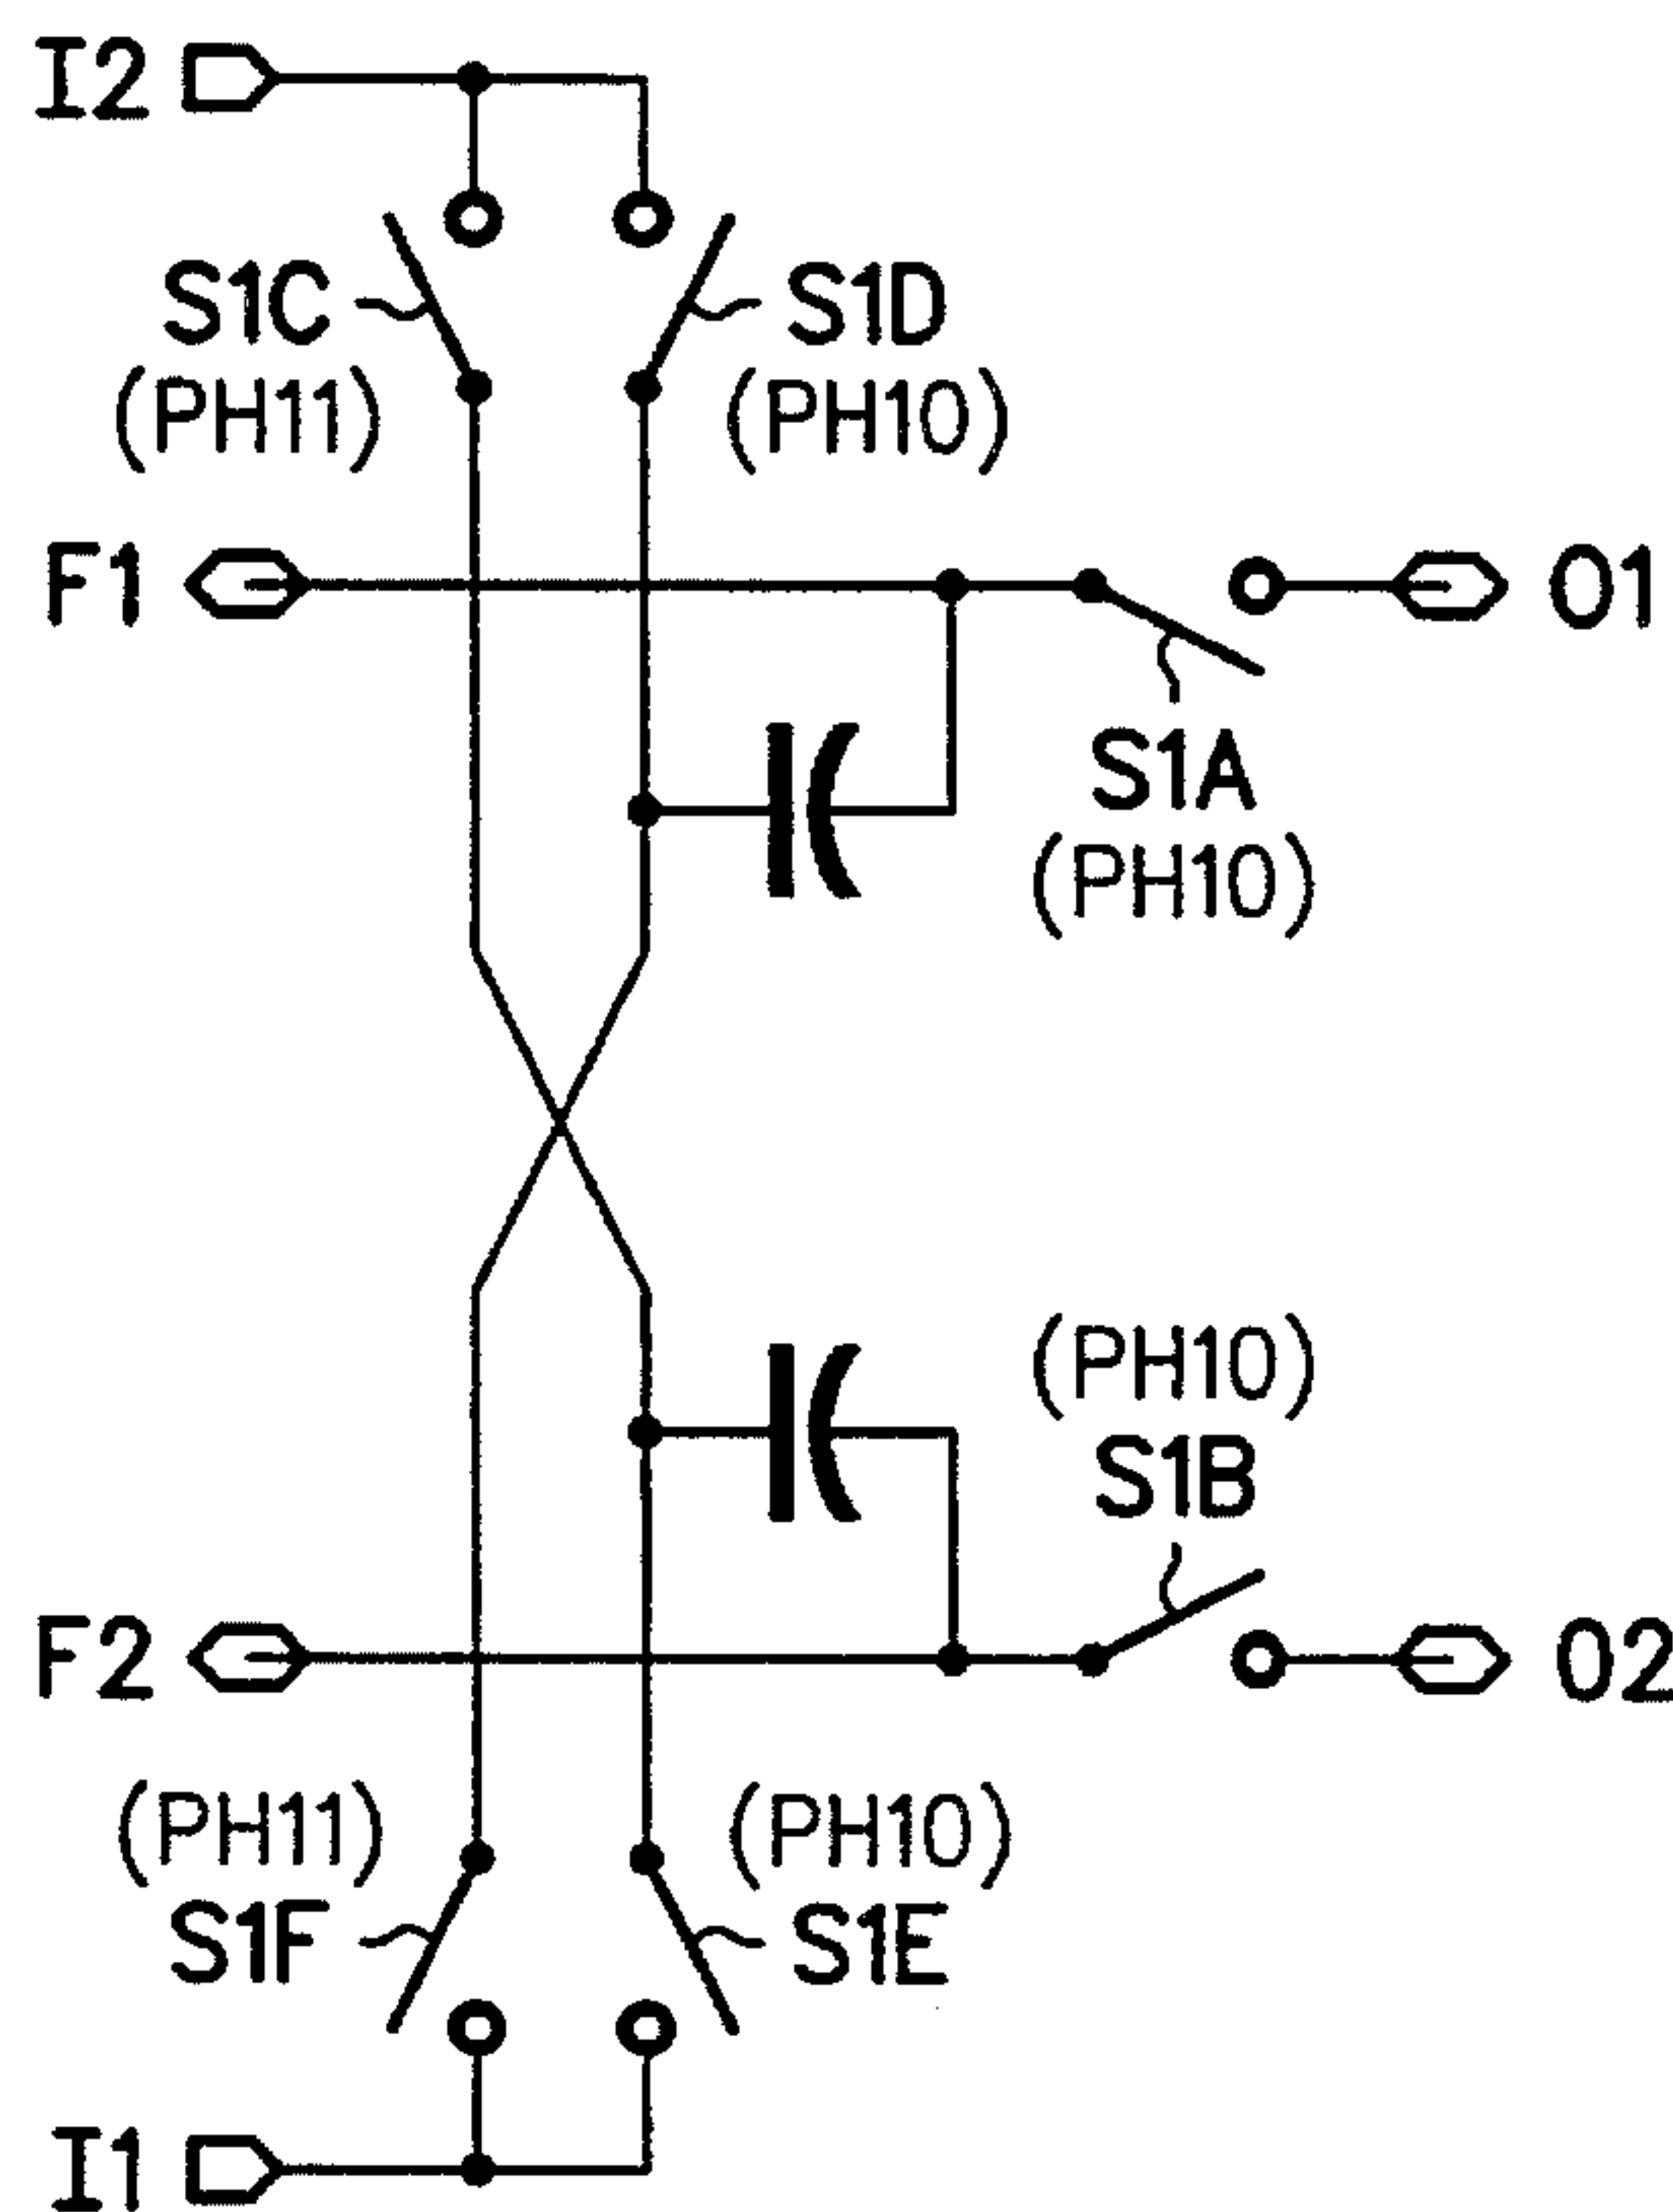 I2
S1C
(PH11)
S1D
(PH10)
F1
O1
S1A
(PH10)
(PH10)
S1B
F2
O2
(PH11)
S1F
(PH10)
S1E
I1